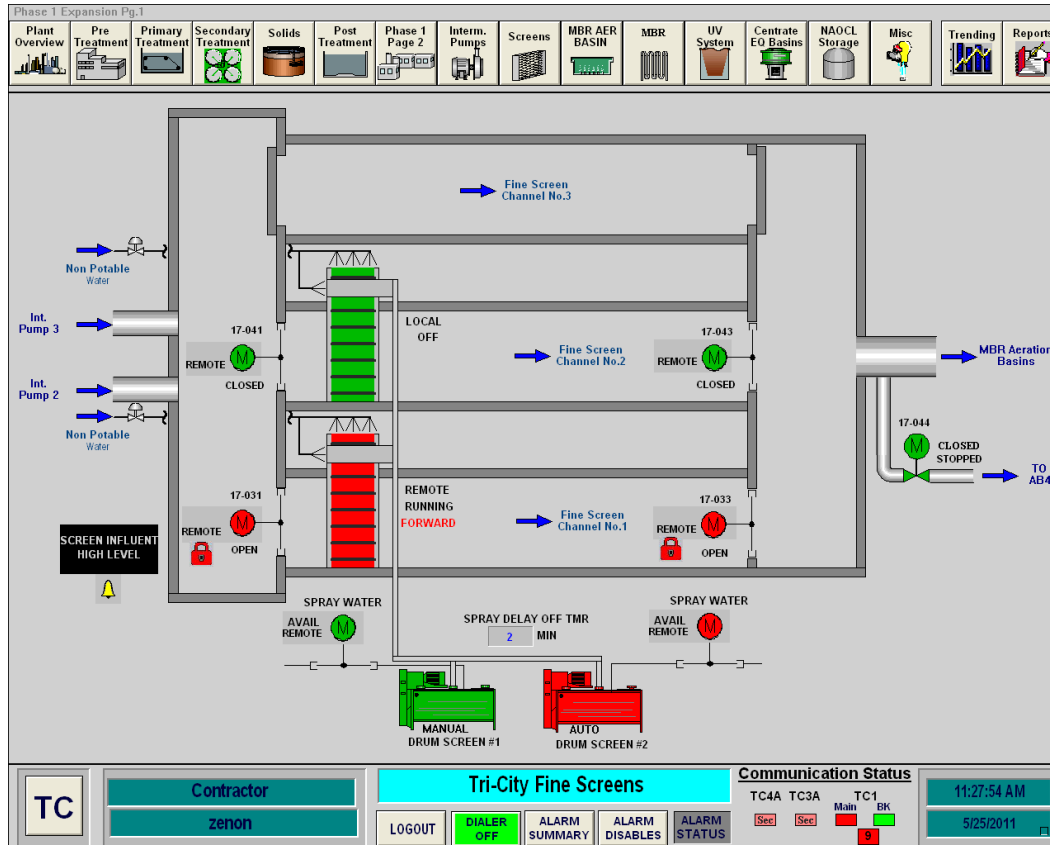 Phase 1 Expansion Pg.1
Plant
Overview
Pre
Treatment
Primary
Treatment
Secondary
Treatment
Solids
Post
Treatment
Phase 1
Page 2
Interm.
Pumps
Screens
MBR AER
BASIN
MBR
UV
System
Centrate
EQ Basins
NAOCL
Storage
Misc
Trending
Reports
Fine Screen
Channel No.3
Non Potable
Water
Int.
Pump 3
17-041
M
REMOTE
CLOSED
LOCAL
OFF
Fine Screen
Channel No.2
17-043
M
REMOTE
CLOSED
MBR Aeration
Basins
Int.
Pump 2
Non Potable
Water
17-044
M
CLOSED
STOPPED
TO
AB4
17-031
M
REMOTE
OPEN
REMOTE
RUNNING
FORWARD
Fine Screen
Channel No.1
17-033
M
REMOTE
OPEN
SCREEN INFLUENT
HIGH LEVEL
SPRAY WATER
AVAIL
REMOTE
M
SPRAY DELAY OFF TMR
2 MIN
SPRAY WATER
AVAIL
REMOTE
M
MANUAL
DRUM SCREEN #1
AUTO
DRUM SCREEN #2
TC
Contractor
zenon
Tri-City Fine Screens
LOGOUT
DIALER
OFF
ALARM
SUMMARY
ALARM
DISABLES
ALARM
STATUS
Communication Status
TC4A TC3A TC1
Main BK
Sec Sec
9
11:27:54 AM
5/25/2011